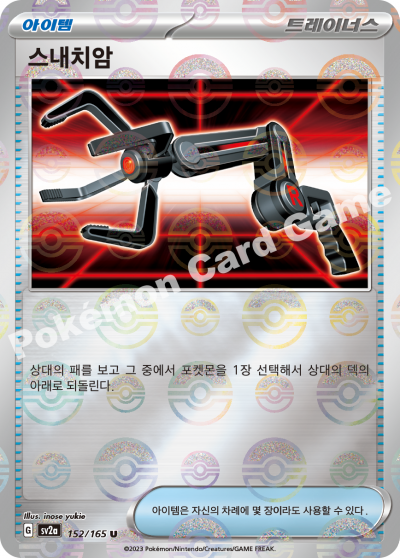 아이템 트레이너스
스내치암
R
Pokémon Card Game
상대의 패를 보고 그 중에서 포켓몬을 1장 선택해서 상대의 덱의
아래로 되돌린다.
Illus. inose yukie
G sv2a 152/165 U
아이템은 자신의 차례에 몇 장이라도 사용할 수 있다.
©2023 Pokémon/Nintendo/Creatures/GAME FREAK.